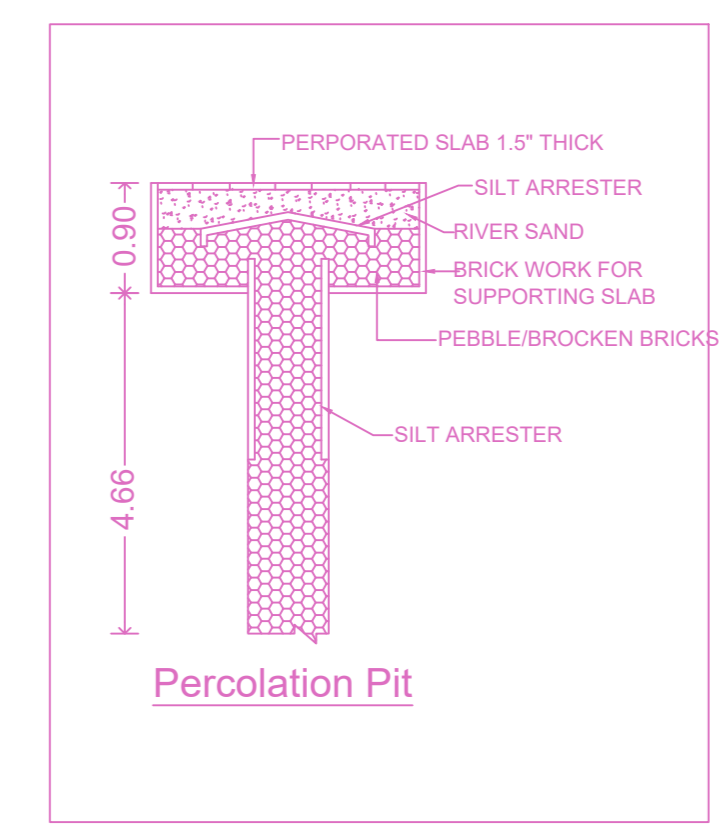 PERPORATED SLAB 1.5" THICK
SILT ARRESTER
RIVER SAND
BRICK WORK FOR
SUPPORTING SLAB
PEBBLE/BROCKEN BRICKS
SILT ARRESTER
0.90
4.66
Percolation Pit